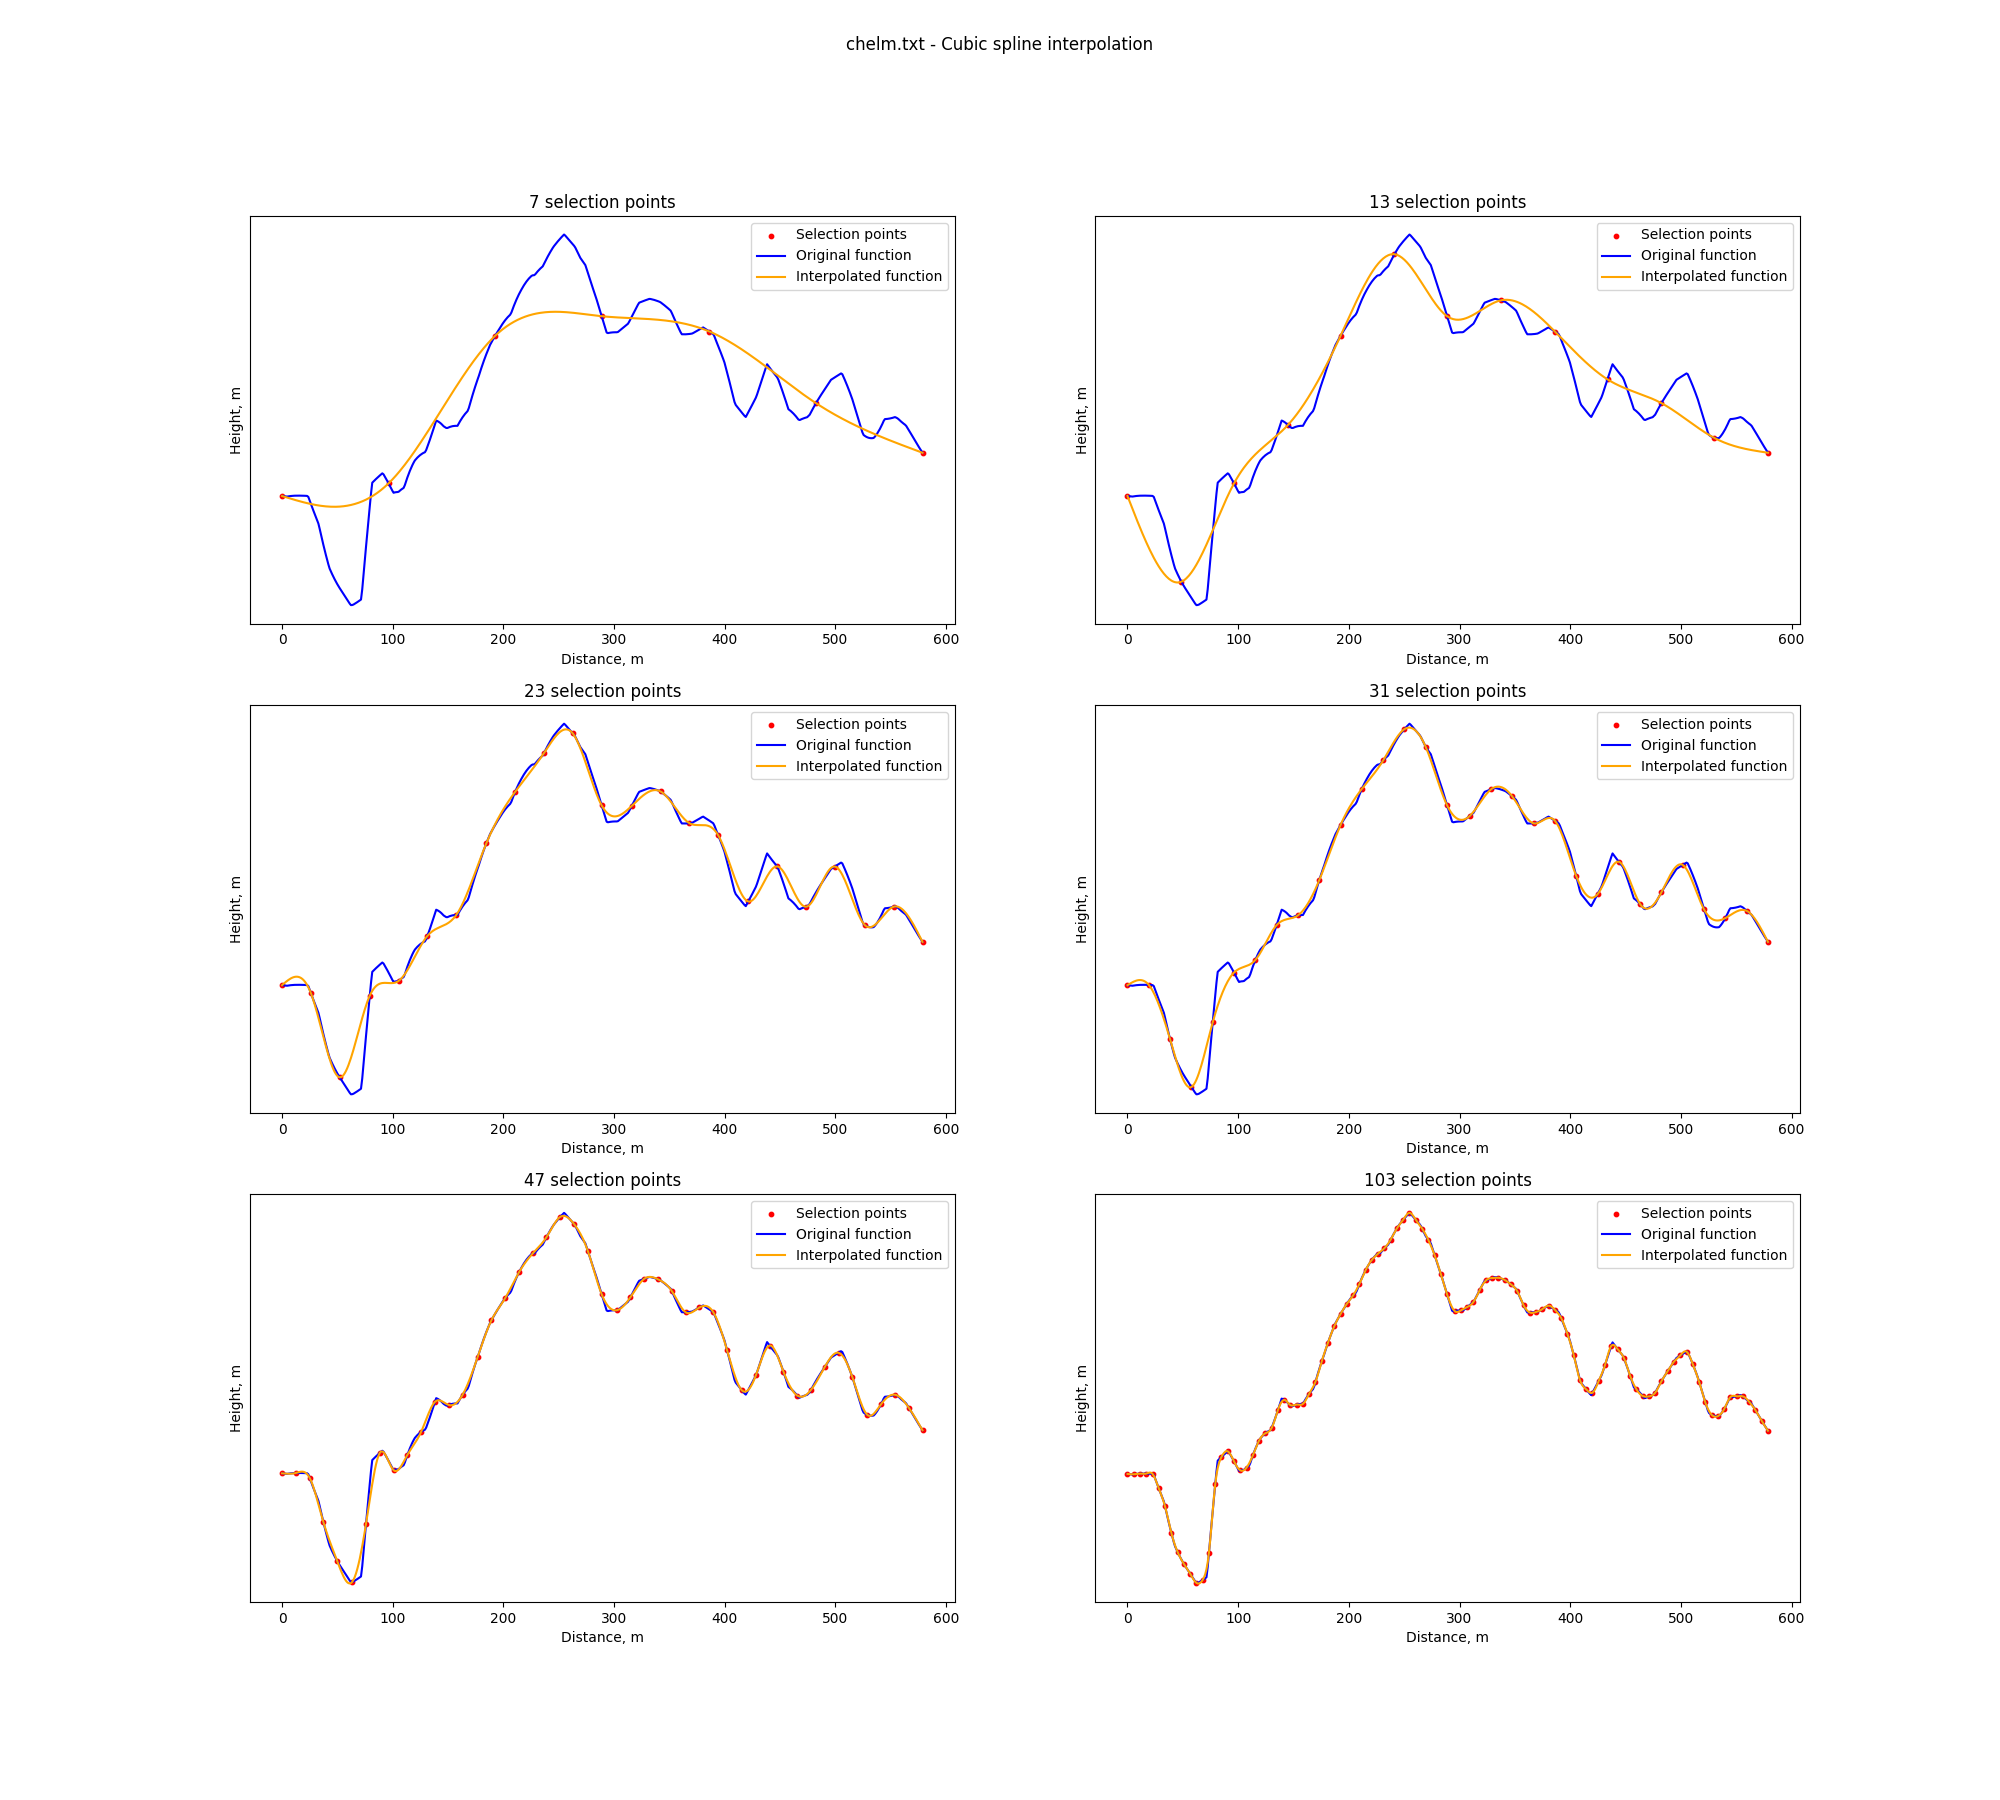 chelm.txt - Cubic spline interpolation
7 selection points
Selection points
Original function
Interpolated function
Height, m
0 100 200 300 400 500 600
Distance, m
13 selection points
Selection points
Original function
Interpolated function
Height, m
0 100 200 300 400 500 600
Distance, m
23 selection points
Selection points
Original function
Interpolated function
Height, m
0 100 200 300 400 500 600
Distance, m
31 selection points
Selection points
Original function
Interpolated function
Height, m
0 100 200 300 400 500 600
Distance, m
47 selection points
Selection points
Original function
Interpolated function
Height, m
0 100 200 300 400 500 600
Distance, m
103 selection points
Selection points
Original function
Interpolated function
Height, m
0 100 200 300 400 500 600
Distance, m